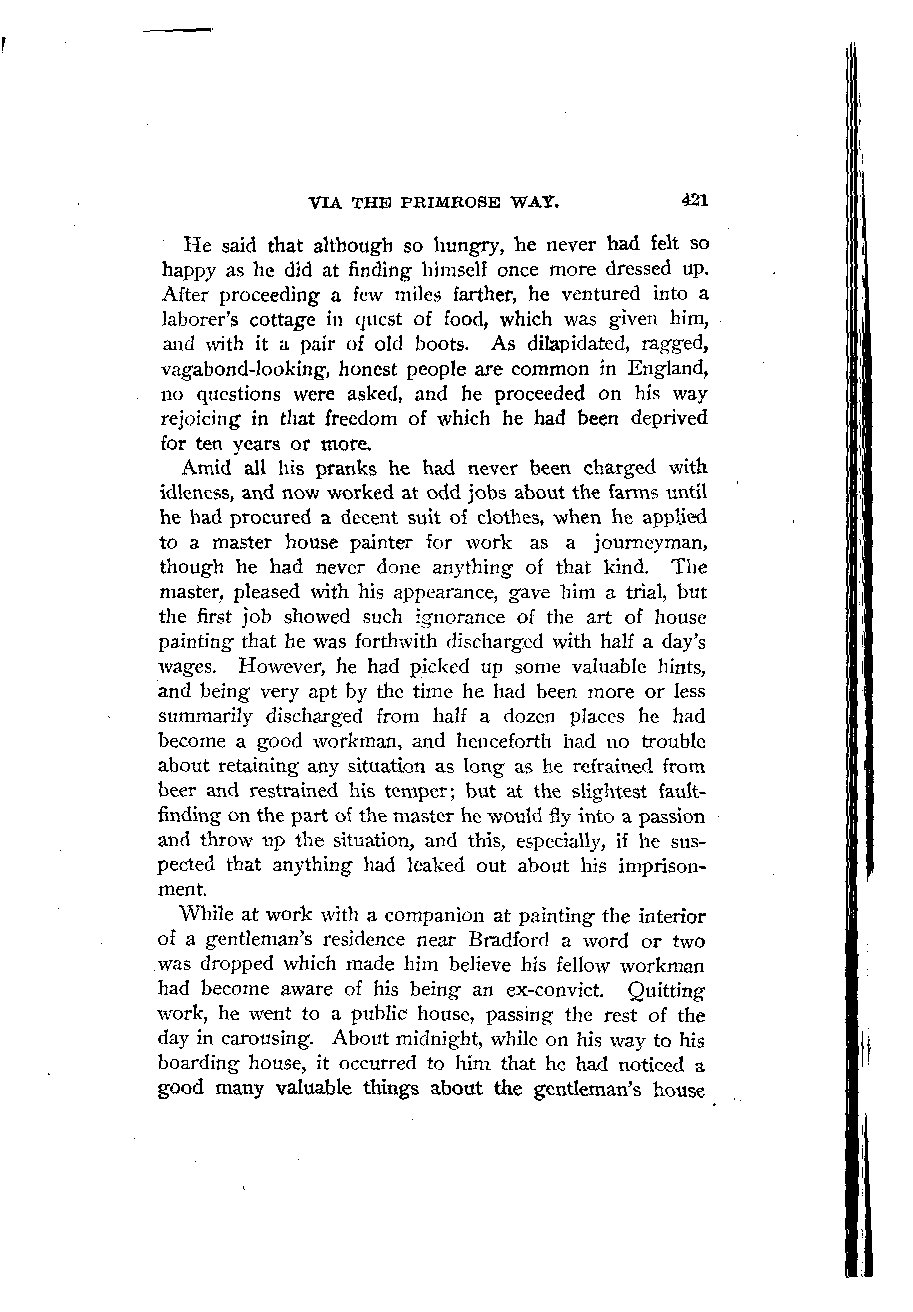 VIA THE PRIMROSE WAY. 421
He said that although so hungry, he never had felt so
happy as he did at finding himself once more dressed up.
After proceeding a few miles farther, he ventured into a
laborer's cottage in quest of food, which was given him,
and with it a pair of old boots. As dilapidated, ragged,
vagabond-looking, honest people are common in England,
no questions were asked, and he proceeded on his way
rejoicing in that freedom of which he had been deprived
for ten years or more.
Amid all his pranks he had never been charged with
idleness, and now worked at odd jobs about the farms until
he had procured a decent suit of clothes, when he applied
to a master house painter for work as a journeyman,
though he had never done anything of that kind. The
master, pleased with his appearance, gave him a trial, but
the first job showed such ignorance of the art of house
painting that he was forthwith discharged with half a day's
wages. However, he had picked up some valuable hints,
and being very apt by the time he had been more or less
summarily discharged from half a dozen places he had
become a good workman, and henceforth had no trouble
about retaining any situation as long as he refrained from
beer and restrained his temper; but at the slightest fault-
finding on the part of the master he would fly into a passion
and throw up the situation, and this, especially, if he sus-
pected that anything had leaked out about his imprison-
ment.
While at work with a companion at painting the interior
of a gentleman's residence near Bradford a word or two
was dropped which made him believe his fellow workman
had become aware of his being an ex-convict. Quitting
work, he went to a public house, passing the rest of the
day in carousing. About midnight, while on his way to his
boarding house, it occurred to him that he had noticed a
good many valuable things about the gentleman's house